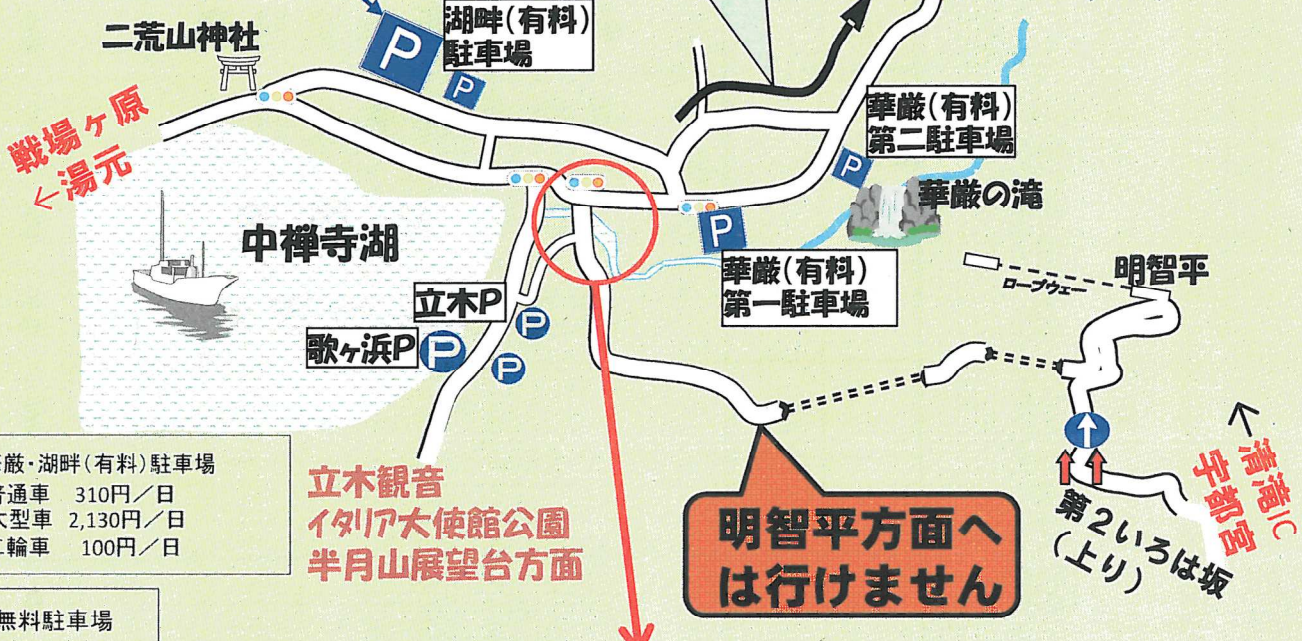 二荒山神社
湖畔(有料)
駐車場
P
P
戦場ヶ原
←湯元
華厳(有料)
第二駐車場
P
華厳の滝
中禅寺湖
P
華厳(有料)
第一駐車場
明智平
ロープウェー
立木P
P
歌ヶ浜P
P
P
厳・湖畔(有料)駐車場
普通車 310円/日
大型車 2,130円/日
二輪車 100円/日
立木観音
イタリア大使館公園
半月山展望台方面
明智平方面へ
は行けません
←清滝IC
宇都宮
第2いろは坂
(上り)
無料駐車場